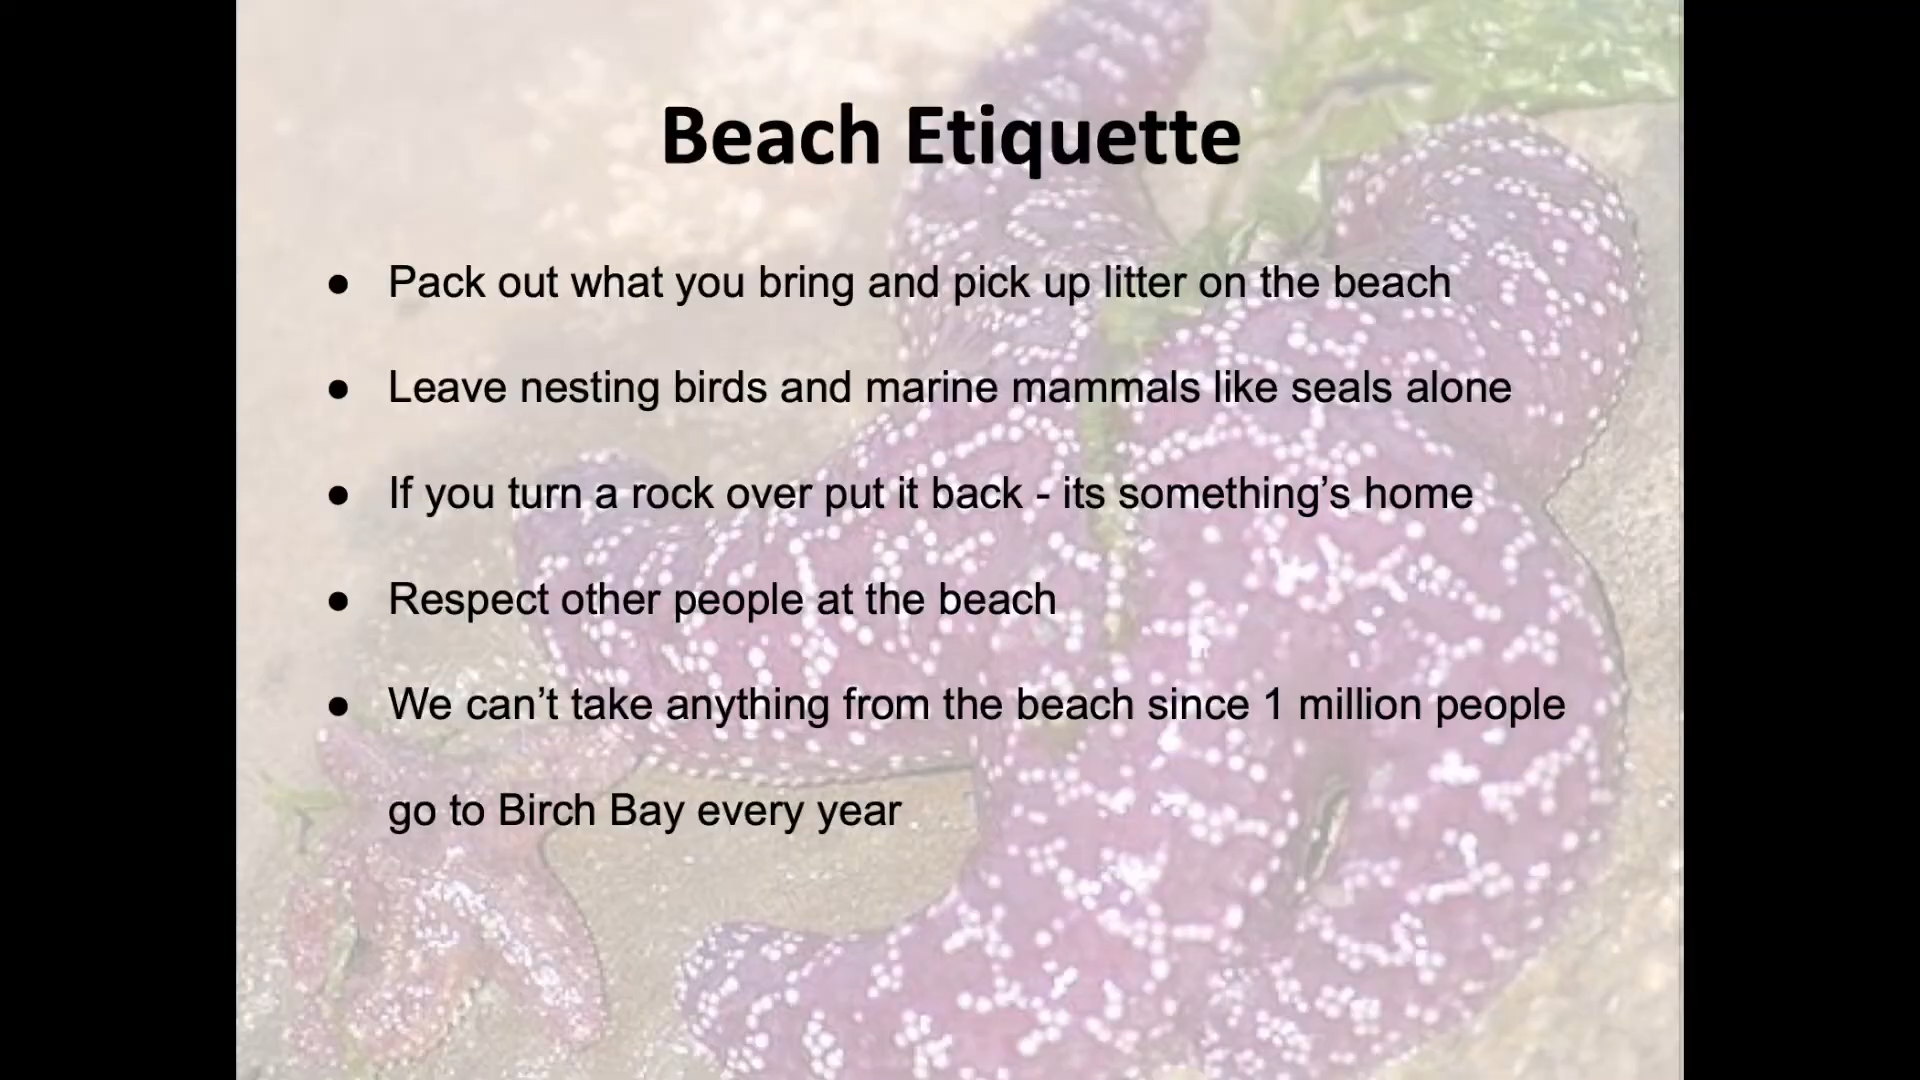 Beach Etiquette
● Pack out what you bring and pick up litter on the beach
● Leave nesting birds and marine mammals like seals alone
● If you turn a rock over put it back - its something’s home
● Respect other people at the beach
● We can’t take anything from the beach since 1 million people
go to Birch Bay every year